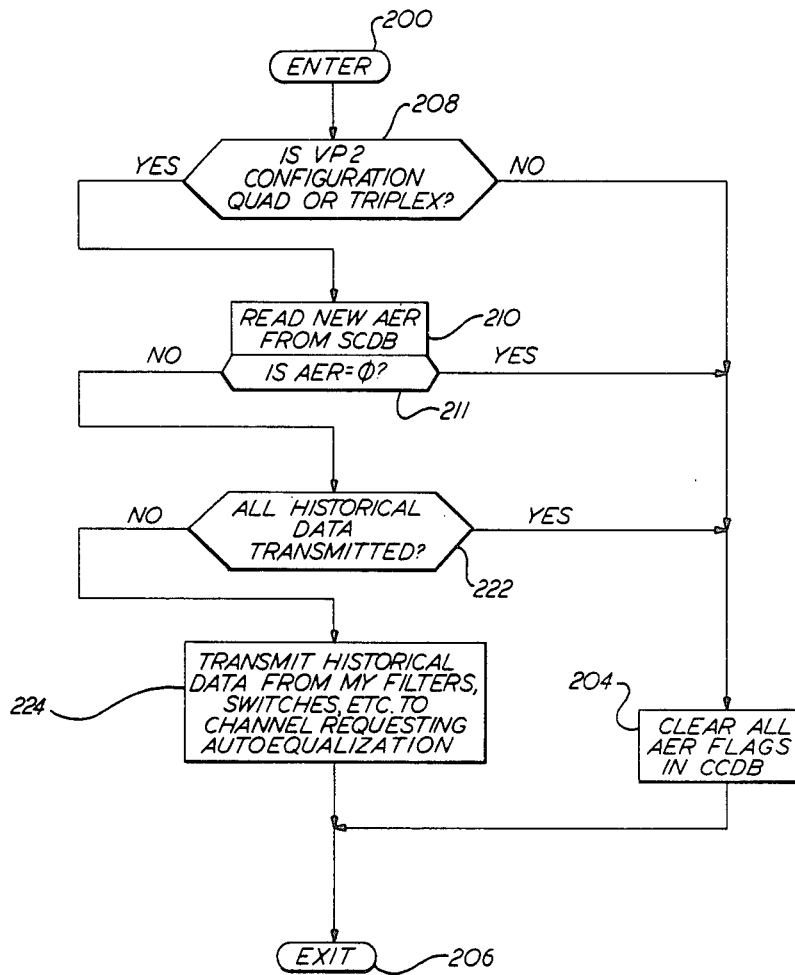 200
ENTER
208
IS VP2
CONFIGURATION
QUAD OR TRIPLEX?
YES
NO
READ NEW AER
FROM SCDB
210
NO
IS AER=ϕ?
YES
211
NO
ALL HISTORICAL
DATA
TRANSMITTED?
YES
222
224
TRANSMIT HISTORICAL
DATA FROM MY FILTERS,
SWITCHES, ETC. TO
CHANNEL REQUESTING
AUTOEQUALIZATION
204
CLEAR ALL
AER FLAGS
IN CCDB
EXIT
206